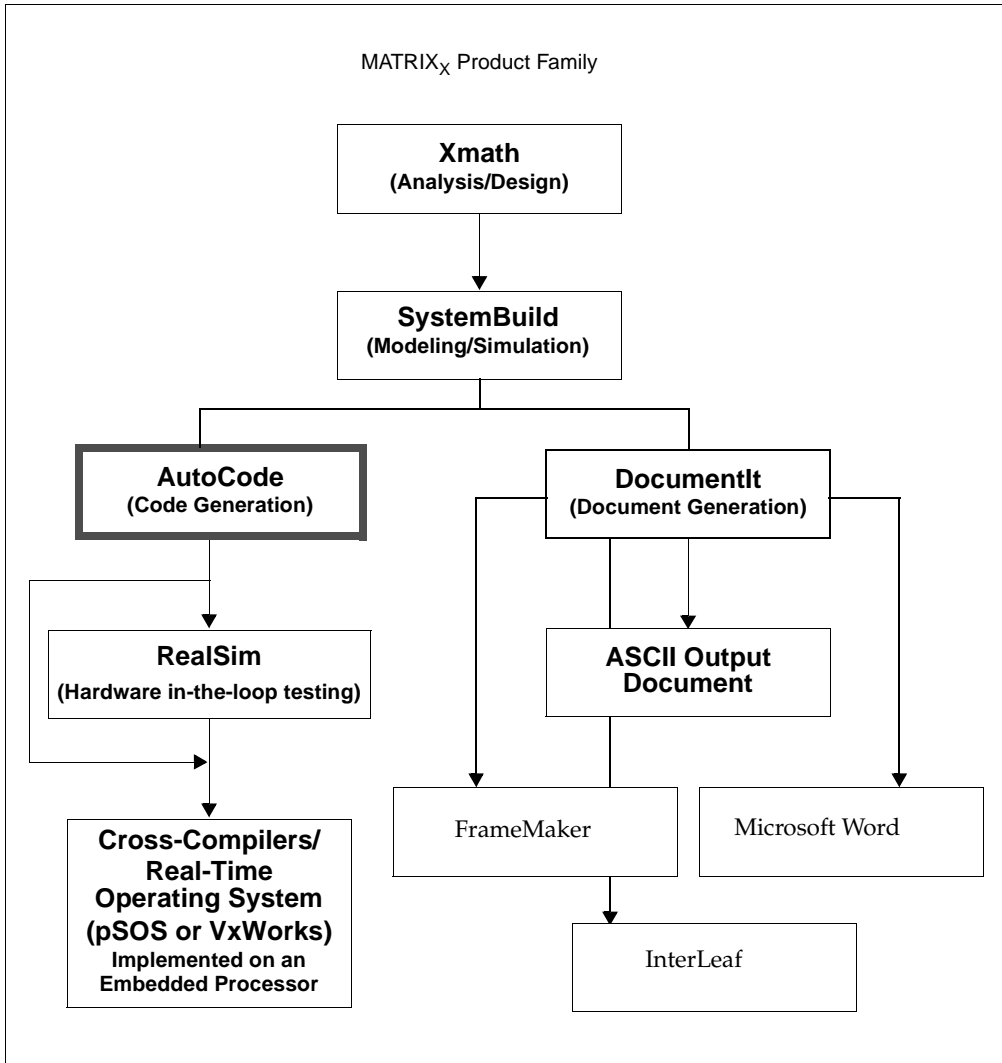 MATRIXX Product Family
Xmath
(Analysis/Design)
SystemBuild
(Modeling/Simulation)
AutoCode
(Code Generation)
DocumentIt
(Document Generation)
RealSim
(Hardware in-the-loop testing)
ASCII Output
Document
FrameMaker
Microsoft Word
Cross-Compilers/
Real-Time
Operating System
(pSOS or VxWorks)
Implemented on an
Embedded Processor
InterLeaf